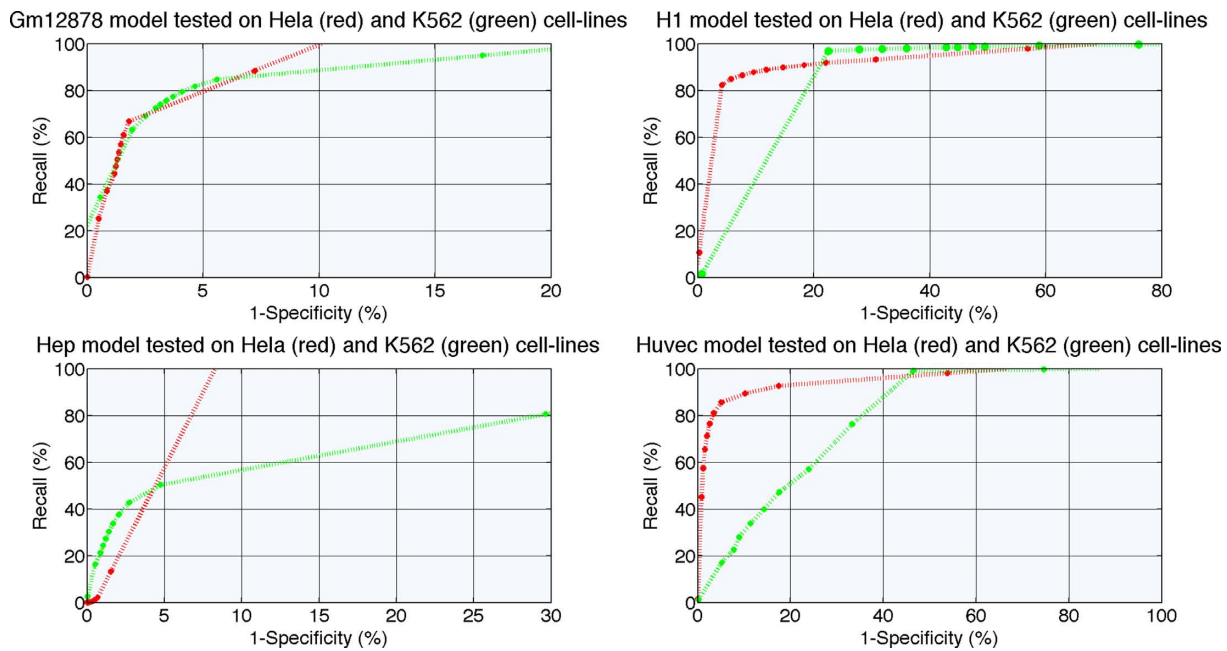 Gm12878 model tested on Hela (red) and K562 (green) cell-lines
100
80
60
40
20
0
Recall (%)
0 5 10 15 20
1-Specificity (%)
H1 model tested on Hela (red) and K562 (green) cell-lines
100
80
60
40
20
0
Recall (%)
0 20 40 60 80
1-Specificity (%)
Hep model tested on Hela (red) and K562 (green) cell-lines
100
80
60
40
20
0
Recall (%)
0 5 10 15 20 25 30
1-Specificity (%)
Huvec model tested on Hela (red) and K562 (green) cell-lines
100
80
60
40
20
0
Recall (%)
0 20 40 60 80 100
1-Specificity (%)